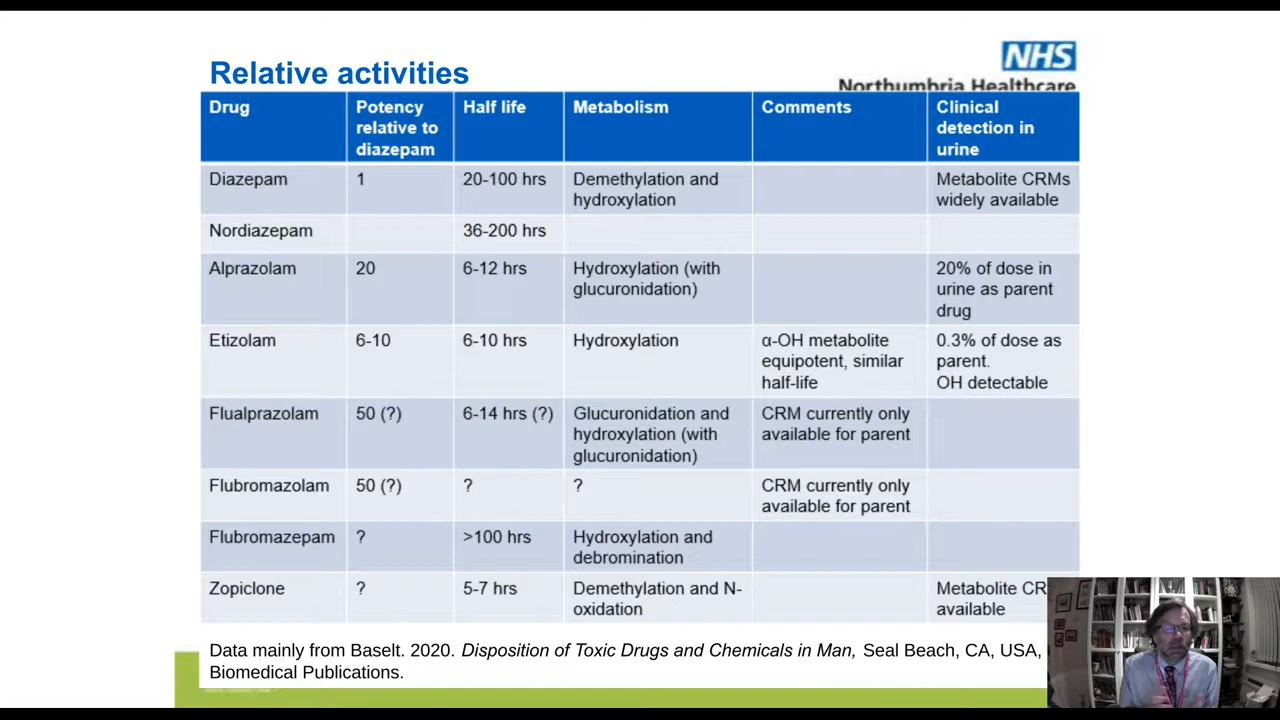 NHS
Relative activities
Northumbria Healthcare
Drug
Potency
relative to
diazepam
Half life
Metabolism
Comments
Clinical
detection in
urine
Diazepam
1
20-100 hrs
Demethylation and
hydroxylation
Metabolite CRMs
widely available
Nordiazepam
36-200 hrs
Alprazolam
20
6-12 hrs
Hydroxylation (with
glucuronidation)
20% of dose in
urine as parent
drug
Etizolam
6-10
6-10 hrs
Hydroxylation
α-OH metabolite
equipotent, similar
half-life
0.3% of dose as
parent.
OH detectable
Flualprazolam
50 (?)
6-14 hrs (?)
Glucuronidation and
hydroxylation (with
glucuronidation)
CRM currently only
available for parent
Flubromazolam
50 (?)
?
?
CRM currently only
available for parent
Flubromazepam
?
>100 hrs
Hydroxylation and
debromination
Zopiclone
?
5-7 hrs
Demethylation and N-
oxidation
Metabolite CR
available
Data mainly from Baselt. 2020. Disposition of Toxic Drugs and Chemicals in Man, Seal Beach, CA, USA,
Biomedical Publications.